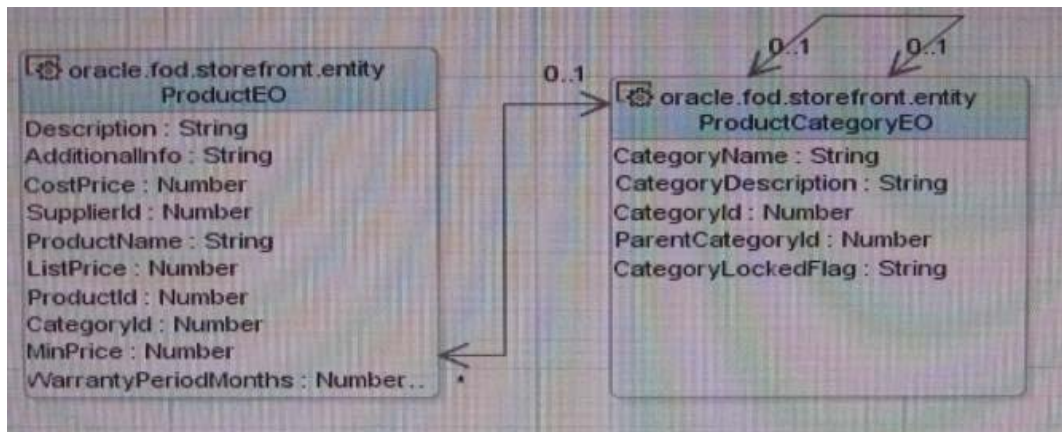 oracle.fod.storefront.entity
ProductEO
Description : String
AdditionalInfo : String
CostPrice : Number
SupplierId : Number
ProductName : String
ListPrice : Number
ProductId : Number
CategoryId : Number
MinPrice : Number
WarrantyPeriodMonths : Number..
*
0..1
0..1
0..1
oracle.fod.storefront.entity
ProductCategoryEO
CategoryName : String
CategoryDescription : String
CategoryId : Number
ParentCategoryId : Number
CategoryLockedFlag : String